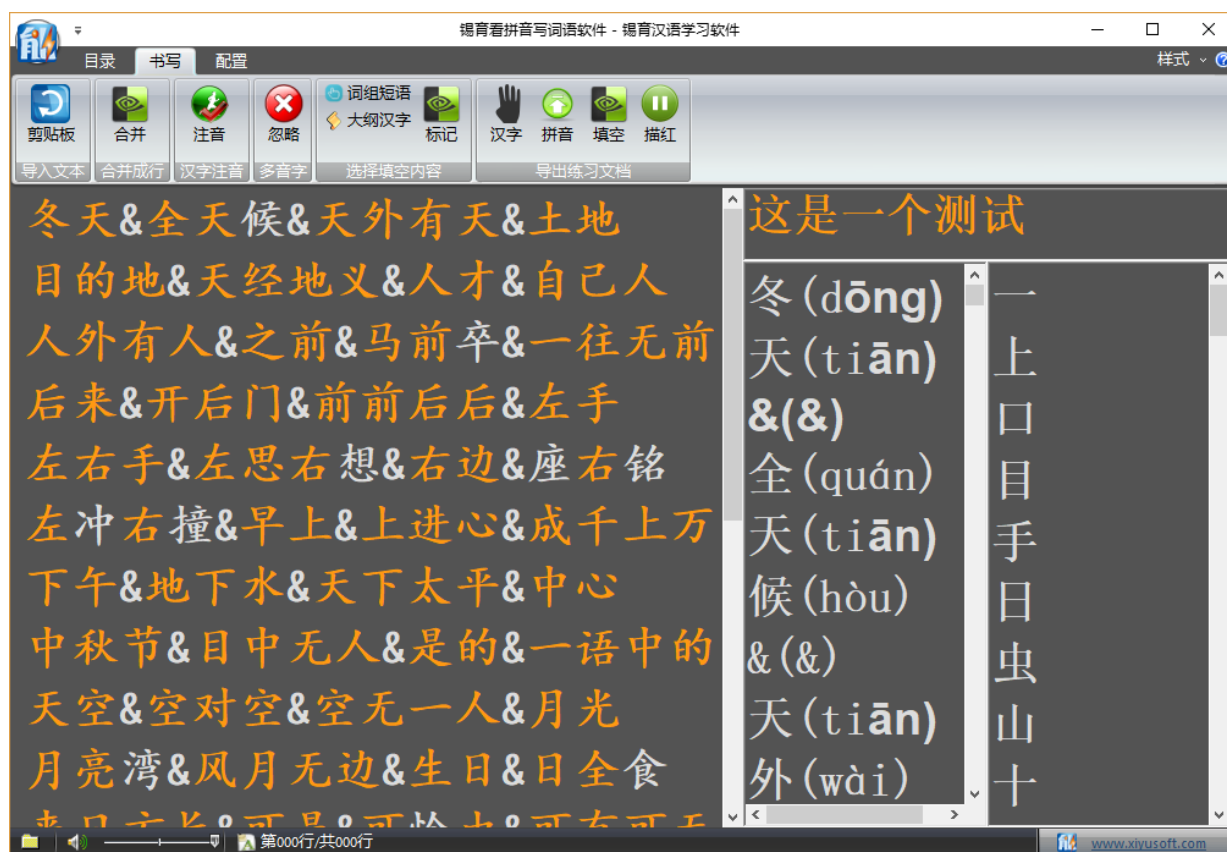 锡育看拼音写词语软件 - 锡育汉语学习软件
目录 书写 配置 样式
剪贴板 合并 注音 忽略 词组短语 大纲汉字 标记 汉字 拼音 填空 描红
导入文本 合并成行 汉字注音 多音字 选择填空内容 导出练习文档
冬天&全天候&天外有天&土地
目的地&天经地义&人才&自己人
人外有人&之前&马前卒&一往无前
后来&开后门&前前后后&左手
左右手&左思右想&右边&座右铭
左冲右撞&早上&上进心&成千上万
下午&地下水&天下太平&中心
中秋节&目中无人&是的&一语中的
天空&空对空&空无一人&月光
月亮湾&风月无边&生日&日全食
这是一个测试
冬(dōng)
天(tiān)
&(&)
全(quán)
天(tiān)
候(hòu)
&(&)
天(tiān)
外(wài)
一
上
口
目
手
日
虫
山
十
第000行/共000行
www.xiyusoft.com